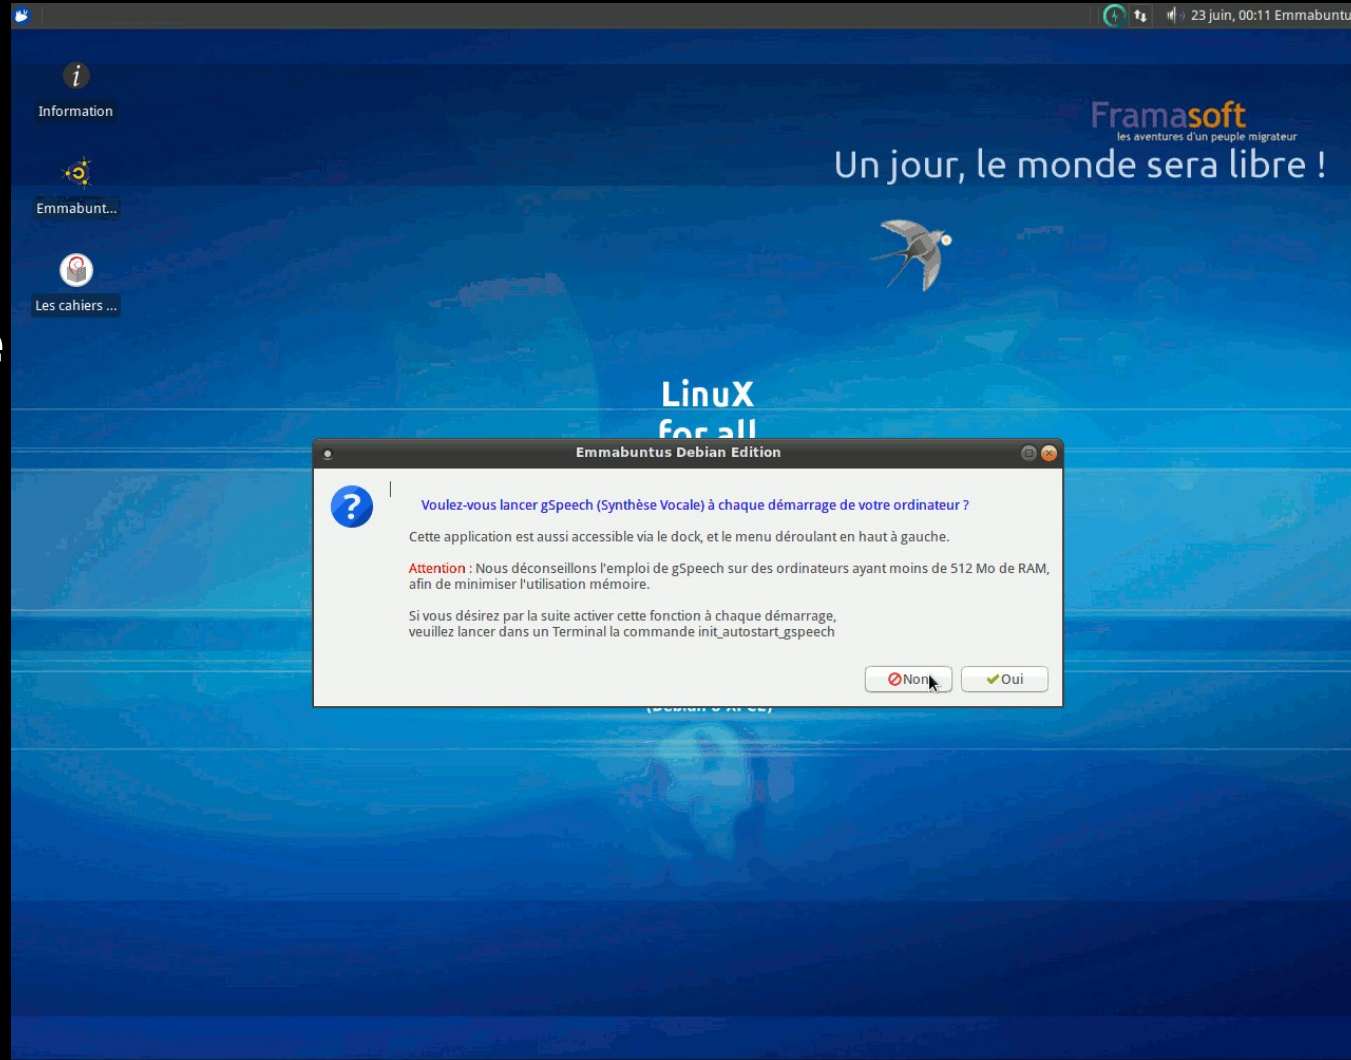 23 juin, 00:11 Emmabuntu
Information
Framasoft
les aventures d'un peuple migrateur
Un jour, le monde sera libre !
Emmabunt...
Les cahiers ...
e
LinuX
for all
Emmabuntus Debian Edition
Voulez-vous lancer gSpeech (Synthèse Vocale) à chaque démarrage de votre ordinateur ?
Cette application est aussi accessible via le dock, et le menu déroulant en haut à gauche.
Attention : Nous déconseillons l'emploi de gSpeech sur des ordinateurs ayant moins de 512 Mo de RAM,
afin de minimiser l'utilisation mémoire.
Si vous désirez par la suite activer cette fonction à chaque démarrage,
veuillez lancer dans un Terminal la commande init_autostart_gspeech
Non
Oui